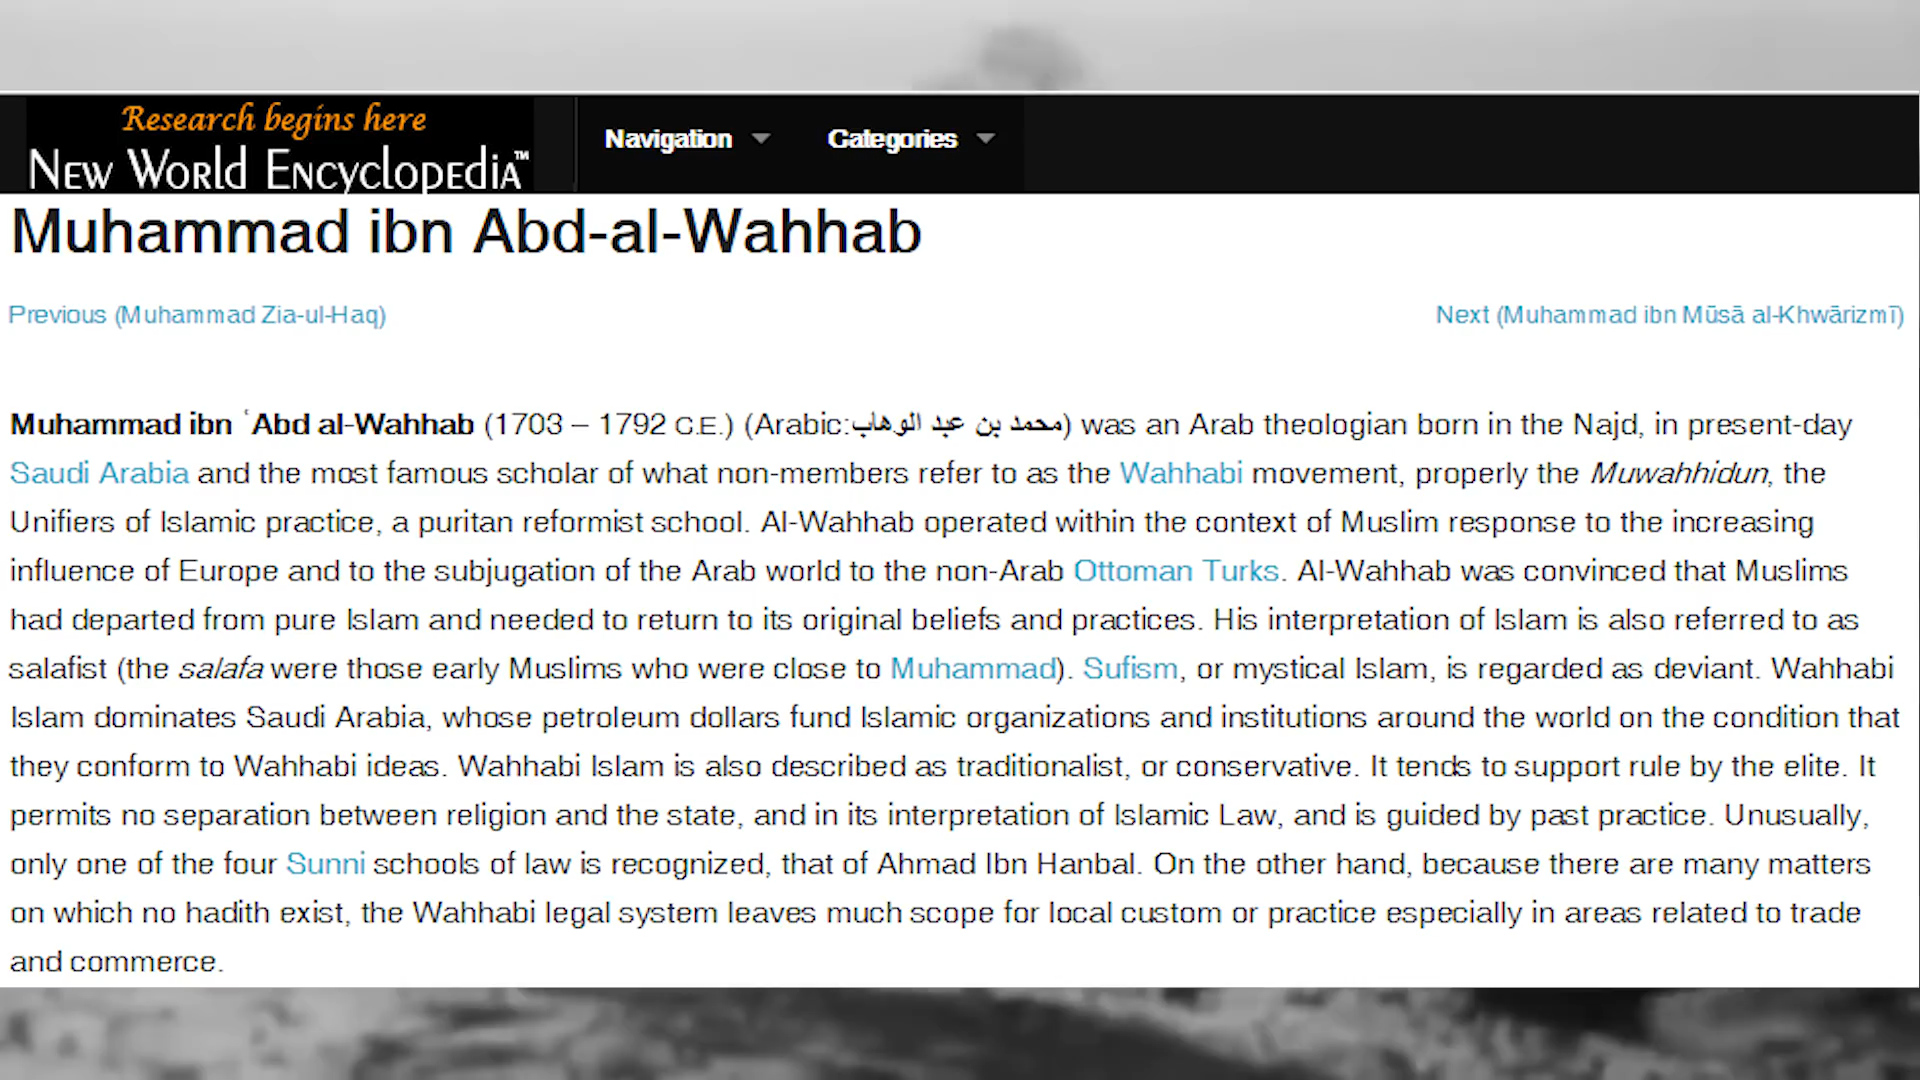 Research begins here
NEW WORLD ENCYCLOPEDIA™
Navigation
Categories
Muhammad ibn Abd-al-Wahhab
Previous (Muhammad Zia-ul-Haq)
Next (Muhammad ibn Mūsā al-Khwārizmī)
Muhammad ibn ʿAbd al-Wahhab (1703 – 1792 C.E.) (Arabic:محمد بن عبد الوهاب) was an Arab theologian born in the Najd, in present-day
Saudi Arabia and the most famous scholar of what non-members refer to as the Wahhabi movement, properly the Muwahhidun, the
Unifiers of Islamic practice, a puritan reformist school. Al-Wahhab operated within the context of Muslim response to the increasing
influence of Europe and to the subjugation of the Arab world to the non-Arab Ottoman Turks. Al-Wahhab was convinced that Muslims
had departed from pure Islam and needed to return to its original beliefs and practices. His interpretation of Islam is also referred to as
salafist (the salafa were those early Muslims who were close to Muhammad). Sufism, or mystical Islam, is regarded as deviant. Wahhabi
Islam dominates Saudi Arabia, whose petroleum dollars fund Islamic organizations and institutions around the world on the condition that
they conform to Wahhabi ideas. Wahhabi Islam is also described as traditionalist, or conservative. It tends to support rule by the elite. It
permits no separation between religion and the state, and in its interpretation of Islamic Law, and is guided by past practice. Unusually,
only one of the four Sunni schools of law is recognized, that of Ahmad Ibn Hanbal. On the other hand, because there are many matters
on which no hadith exist, the Wahhabi legal system leaves much scope for local custom or practice especially in areas related to trade
and commerce.